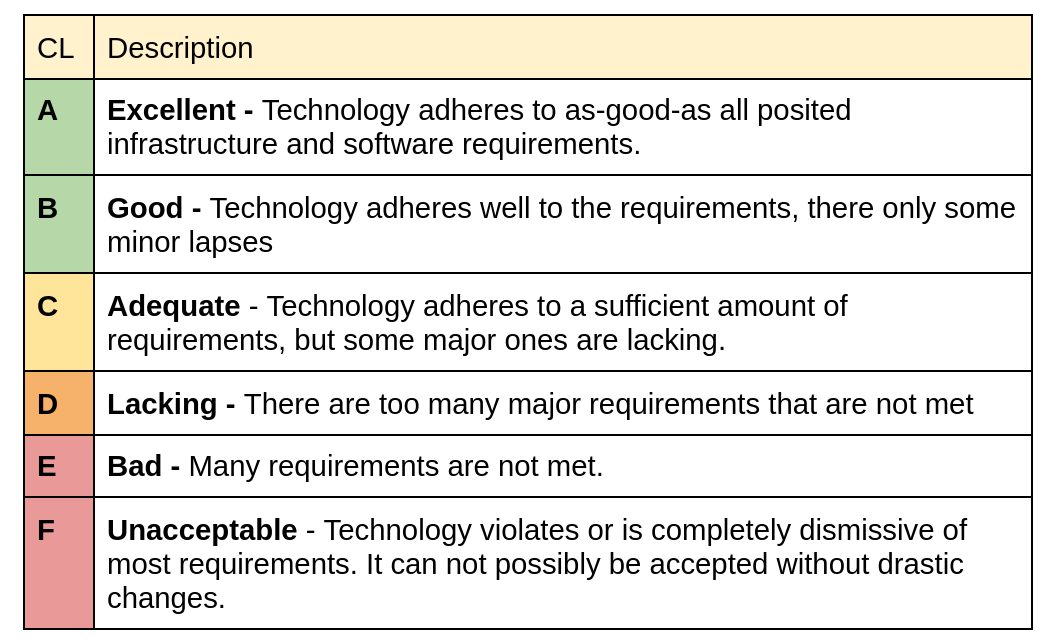 CL Description
A Excellent - Technology adheres to as-good-as all posited
infrastructure and software requirements.
B Good - Technology adheres well to the requirements, there only some
minor lapses
C Adequate - Technology adheres to a sufficient amount of
requirements, but some major ones are lacking.
D Lacking - There are too many major requirements that are not met
E Bad - Many requirements are not met.
F Unacceptable - Technology violates or is completely dismissive of
most requirements. It can not possibly be accepted without drastic
changes.